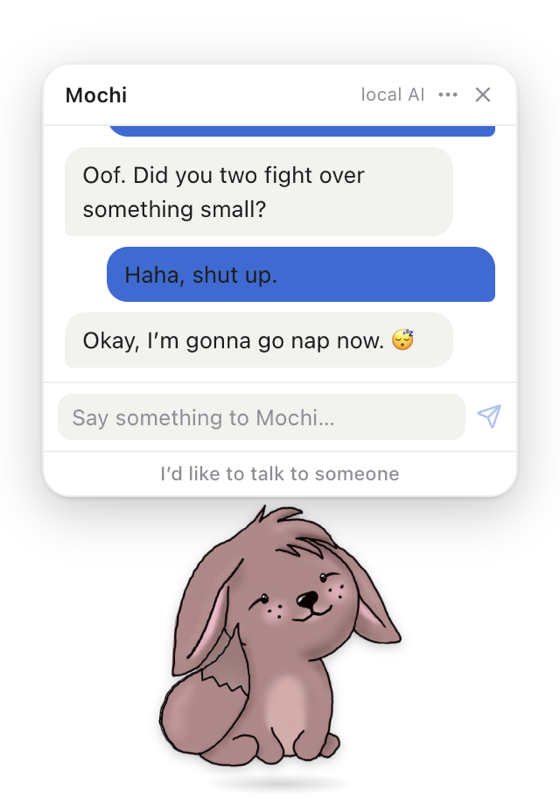 Mochi
local AI
Oof. Did you two fight over
something small?
Haha, shut up.
Okay, I’m gonna go nap now. 😴
Say something to Mochi...
I’d like to talk to someone